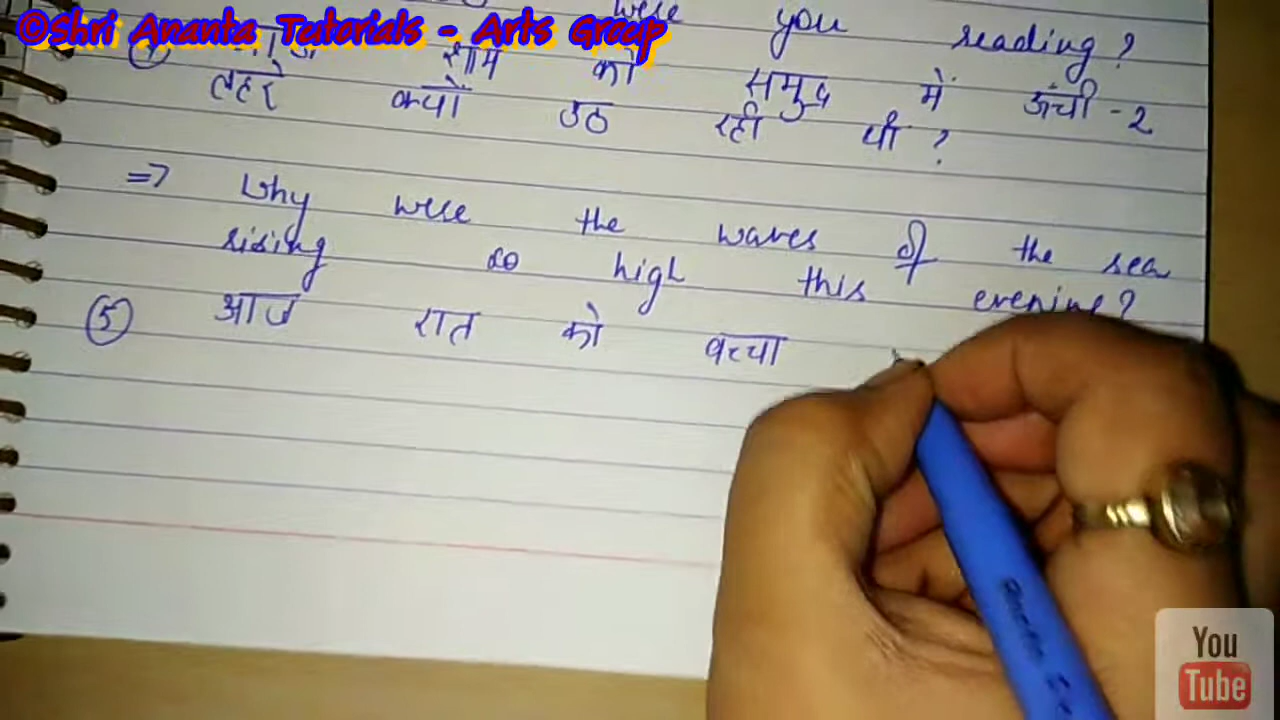 ©Shri Ananta Tutorials - Arts Group
were you reading?
शाम को समुद्र में ऊंची - 2
लहरे क्यों उठ रही थी ?
=> Why were the waves of the sea
rising so high this evening?
(5) आज रात को बच्चा
You
Tube